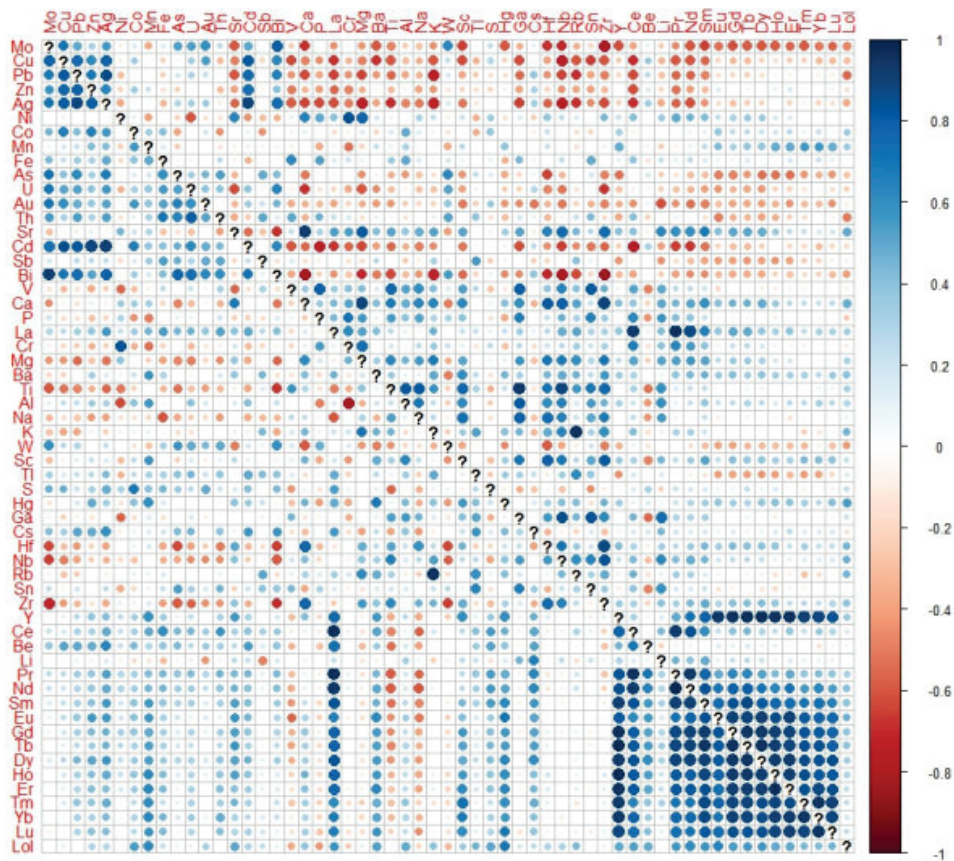 Mo Cu Pb Zn Ag Ni Co Mn Fe As U Au Th Sr Cd Sb Bi V Ca P La Cr Mg Ba Ti Al Na K W Sc Tl S Hg Ga Cs Hf Nb Rb Sn Zr Y Ce Be Li Pr Nd Sm Eu Gd Tb Dy Ho Er Tm Yb Lu LoI
Mo ?
Cu ?
Pb ?
Zn ?
Ag ?
Ni ?
Co ?
Mn ?
Fe ?
As ?
U ?
Au ?
Th ?
Sr ?
Cd ?
Sb ?
Bi ?
V ?
Ca ?
P ?
La ?
Cr ?
Mg ?
Ba ?
Ti ?
Al ?
Na ?
K ?
W ?
Sc ?
Tl ?
S ?
Hg ?
Ga ?
Cs ?
Hf ?
Nb ?
Rb ?
Sn ?
Zr ?
Y ?
Ce ?
Be ?
Li ?
Pr ?
Nd ?
Sm ?
Eu ?
Gd ?
Tb ?
Dy ?
Ho ?
Er ?
Tm ?
Yb ?
Lu ?
LoI ?
1
0.8
0.6
0.4
0.2
0
-0.2
-0.4
-0.6
-0.8
-1